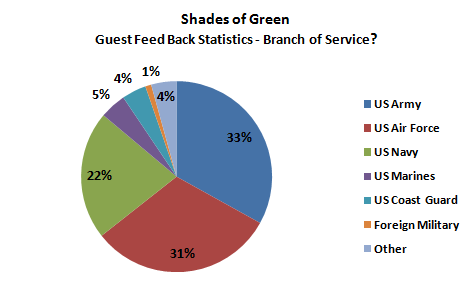 Shades of Green
Guest Feed Back Statistics - Branch of Service?
1%
4%
4%
5%
33%
22%
31%
US Army
US Air Force
US Navy
US Marines
US Coast Guard
Foreign Military
Other